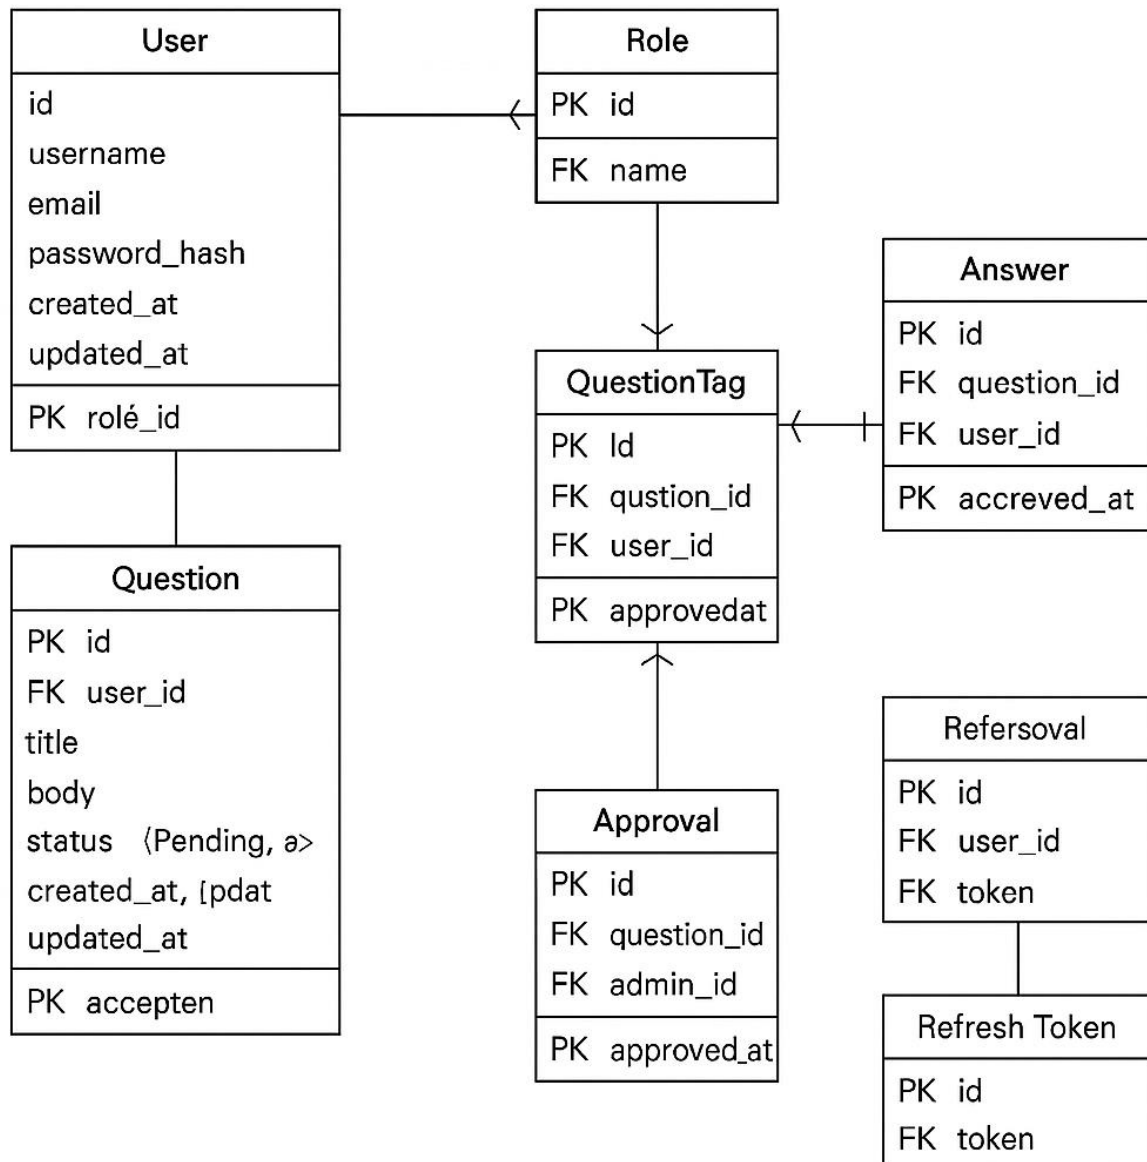 User
id
username
email
password_hash
created_at
updated_at
PK rolé_id
Role
PK id
FK name
Question
PK id
FK user_id
title
body
status ⟨Pending, a>
created_at, [pdat
updated_at
PK accepten
QuestionTag
PK Id
FK qustion_id
FK user_id
PK approvedat
Approval
PK id
FK question_id
FK admin_id
PK approved_at
Answer
PK id
FK question_id
FK user_id
PK accreved_at
Refersoval
PK id
FK user_id
FK token
Refresh Token
PK id
FK token